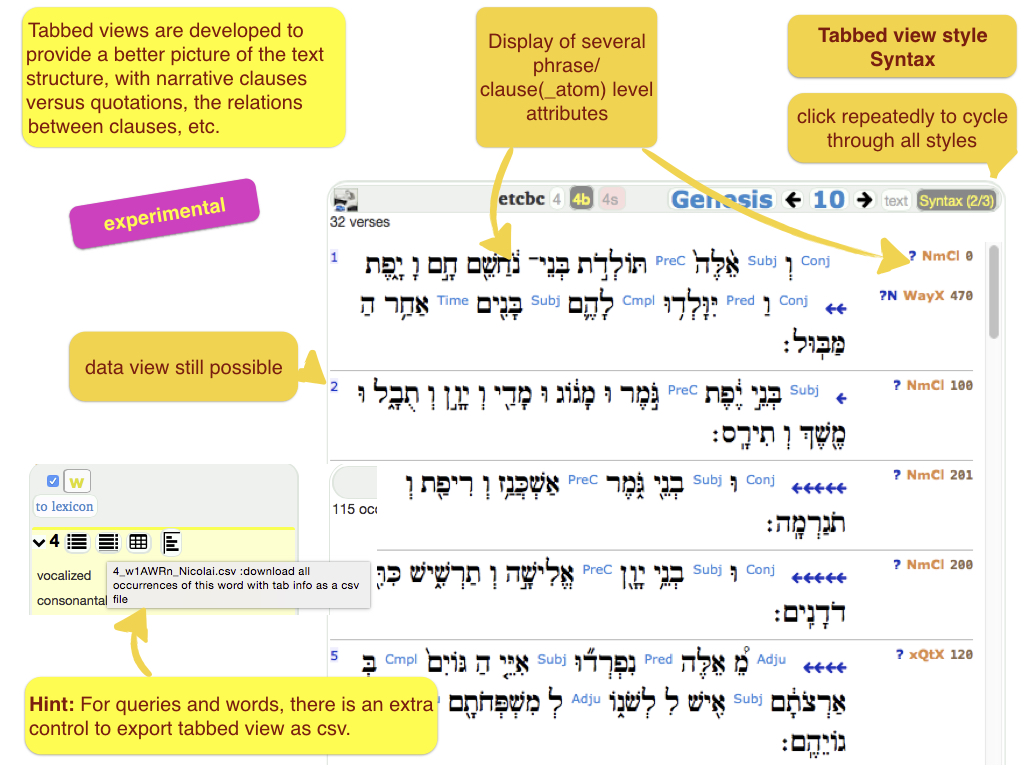 Tabbed views are developed to
provide a better picture of the text
structure, with narrative clauses
versus quotations, the relations
between clauses, etc.
Display of several
phrase/
clause(_atom) level
attributes
Tabbed view style
Syntax
click repeatedly to cycle
through all styles
experimental
etcbc 4 4b 4s Genesis ← 10 → text Syntax (2/3)
32 verses
1 Conj וְ Subj אֵ֙לֶּה֙ PreC תּוֹלְדֹ֣ת בְּנֵי־ נֹ֔חַ שֵׁ֖ם חָ֣ם וָ יָ֑פֶת ? NmCl 0
Conj וַ Pred יִּוָּלְד֥וּ Cmpl לָהֶ֛ם Subj בָּנִ֖ים Time אַחַ֥ר הַ ←← ?N WayX 470
מַּבּֽוּל׃
data view still possible
2 Subj בְּנֵ֣י יֶ֔פֶת PreC גֹּ֣מֶר וּ מָג֔וֹג וּ מָדַ֖י וְ יָוָ֣ן וְ תֻבָ֑ל וּ ← ? NmCl 100
מֶ֖שֶׁךְ וְ תִירָֽס׃
Conj וּ Subj בְּנֵ֖י גֹּ֑מֶר PreC אַשְׁכֲּנַ֥ז וְ רִיפַ֖ת וְ ←←←←← ? NmCl 201
תֹגַרְמָֽה׃
Conj וּ Subj בְּנֵ֥י יָוָ֖ן PreC אֱלִישָׁ֣ה וְ תַרְשִׁ֑ישׁ ←←←←← ? NmCl 200
דֹדָנִֽים׃
5 Adju מֵ֠ אֵלֶּה Pred נִפְרְד֞וּ Subj אִיֵּ֤י הַ גּוֹיִם֙ Cmpl בְּ ←←←← ? xQtX 120
אַרְצֹתָ֔ם Subj אִ֖ישׁ לִ לְשֹׁנ֑וֹ Adju לְ מִשְׁפְּחֹתָ֖ם
גוֹיֵהֶֽם׃
w
to lexicon
115 occ
4
vocalized
consonantal
4_w1AWRn_Nicolai.csv :download all
occurrences of this word with tab info as a csv
file
Hint: For queries and words, there is an extra
control to export tabbed view as csv.